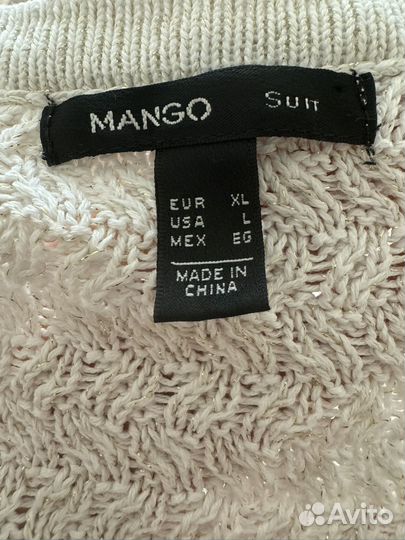 MANGO Suit
EUR XL
USA L
MEX EG
MADE IN
CHINA
Avito